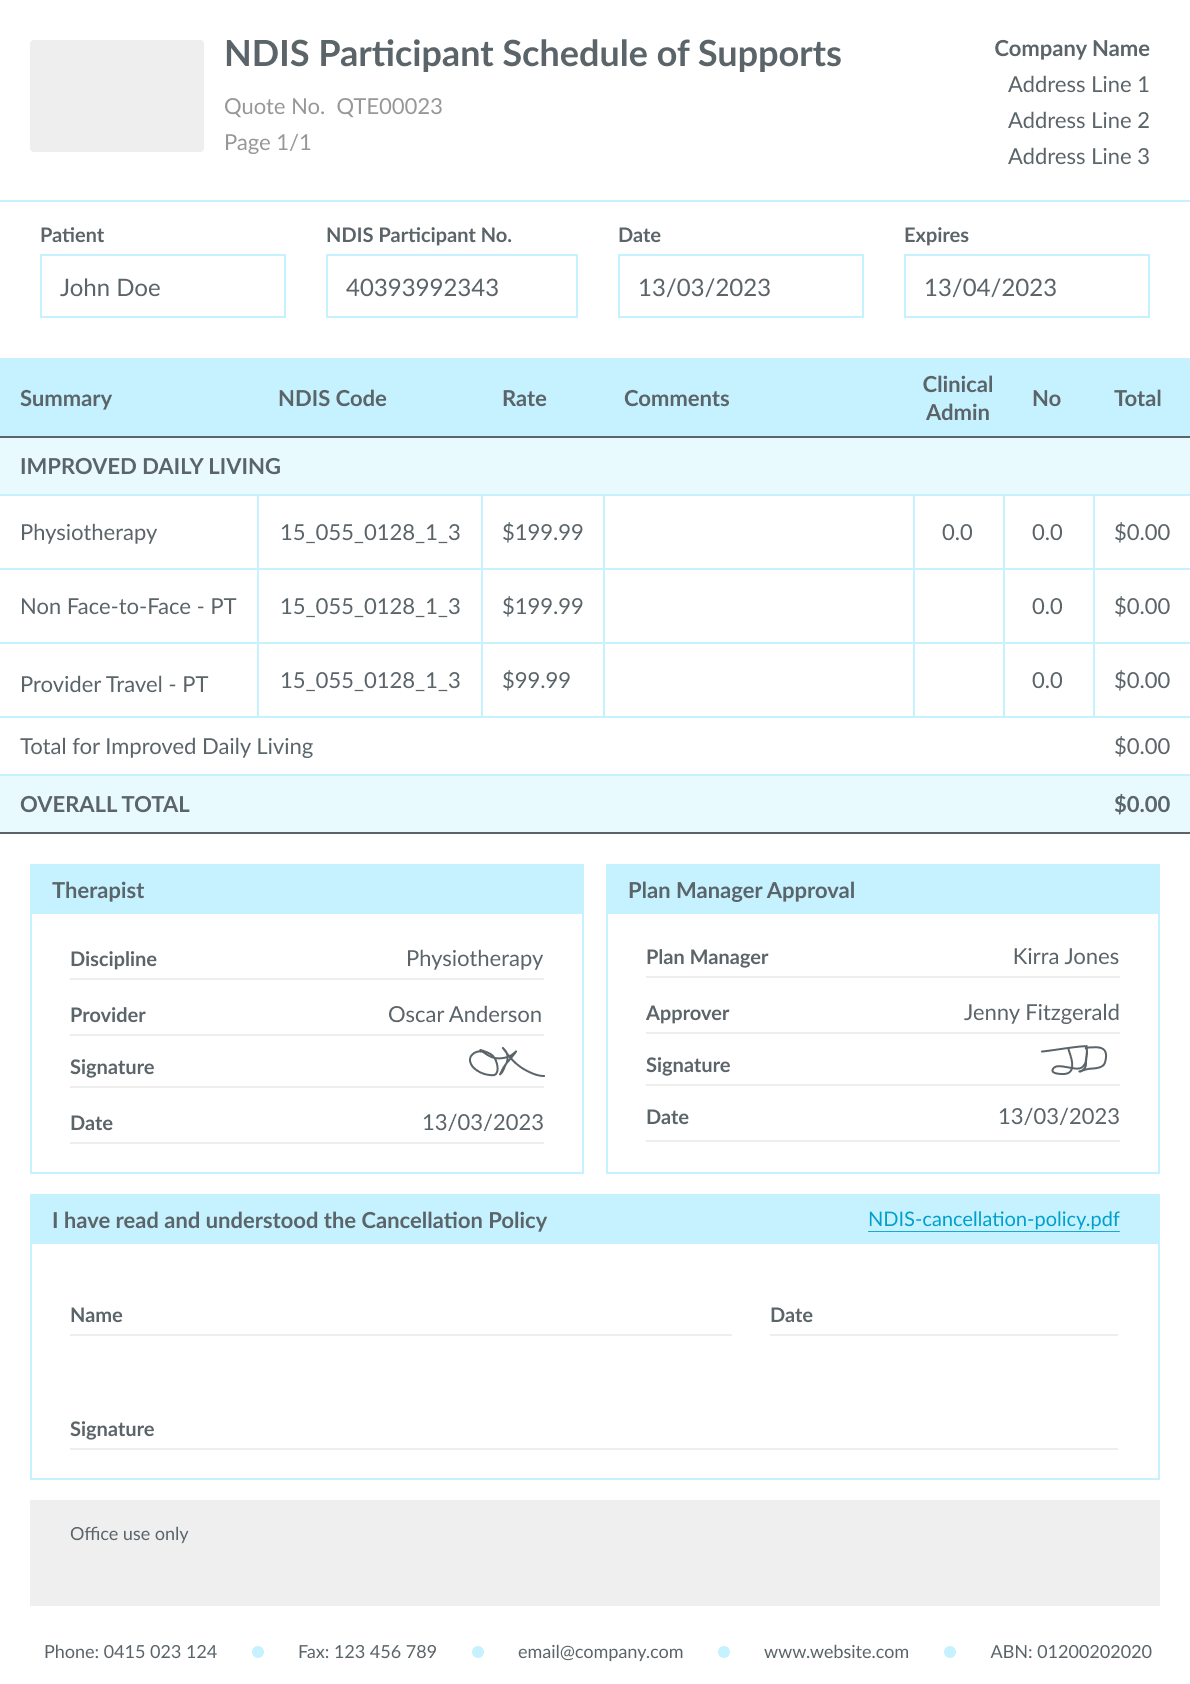 NDIS Participant Schedule of Supports
Quote No. QTE00023
Page 1/1
Company Name
Address Line 1
Address Line 2
Address Line 3
Patient NDIS Participant No. Date Expires
John Doe 40393992343 13/03/2023 13/04/2023
Summary NDIS Code Rate Comments Clinical Admin No Total
IMPROVED DAILY LIVING
Physiotherapy 15_055_0128_1_3 $199.99 0.0 0.0 $0.00
Non Face-to-Face - PT 15_055_0128_1_3 $199.99 0.0 $0.00
Provider Travel - PT 15_055_0128_1_3 $99.99 0.0 $0.00
Total for Improved Daily Living $0.00
OVERALL TOTAL $0.00
Therapist
Discipline Physiotherapy
Provider Oscar Anderson
Signature
Date 13/03/2023
Plan Manager Approval
Plan Manager Kirra Jones
Approver Jenny Fitzgerald
Signature
Date 13/03/2023
I have read and understood the Cancellation Policy NDIS-cancellation-policy.pdf
Name Date
Signature
Office use only
Phone: 0415 023 124 Fax: 123 456 789 email@company.com www.website.com ABN: 01200202020